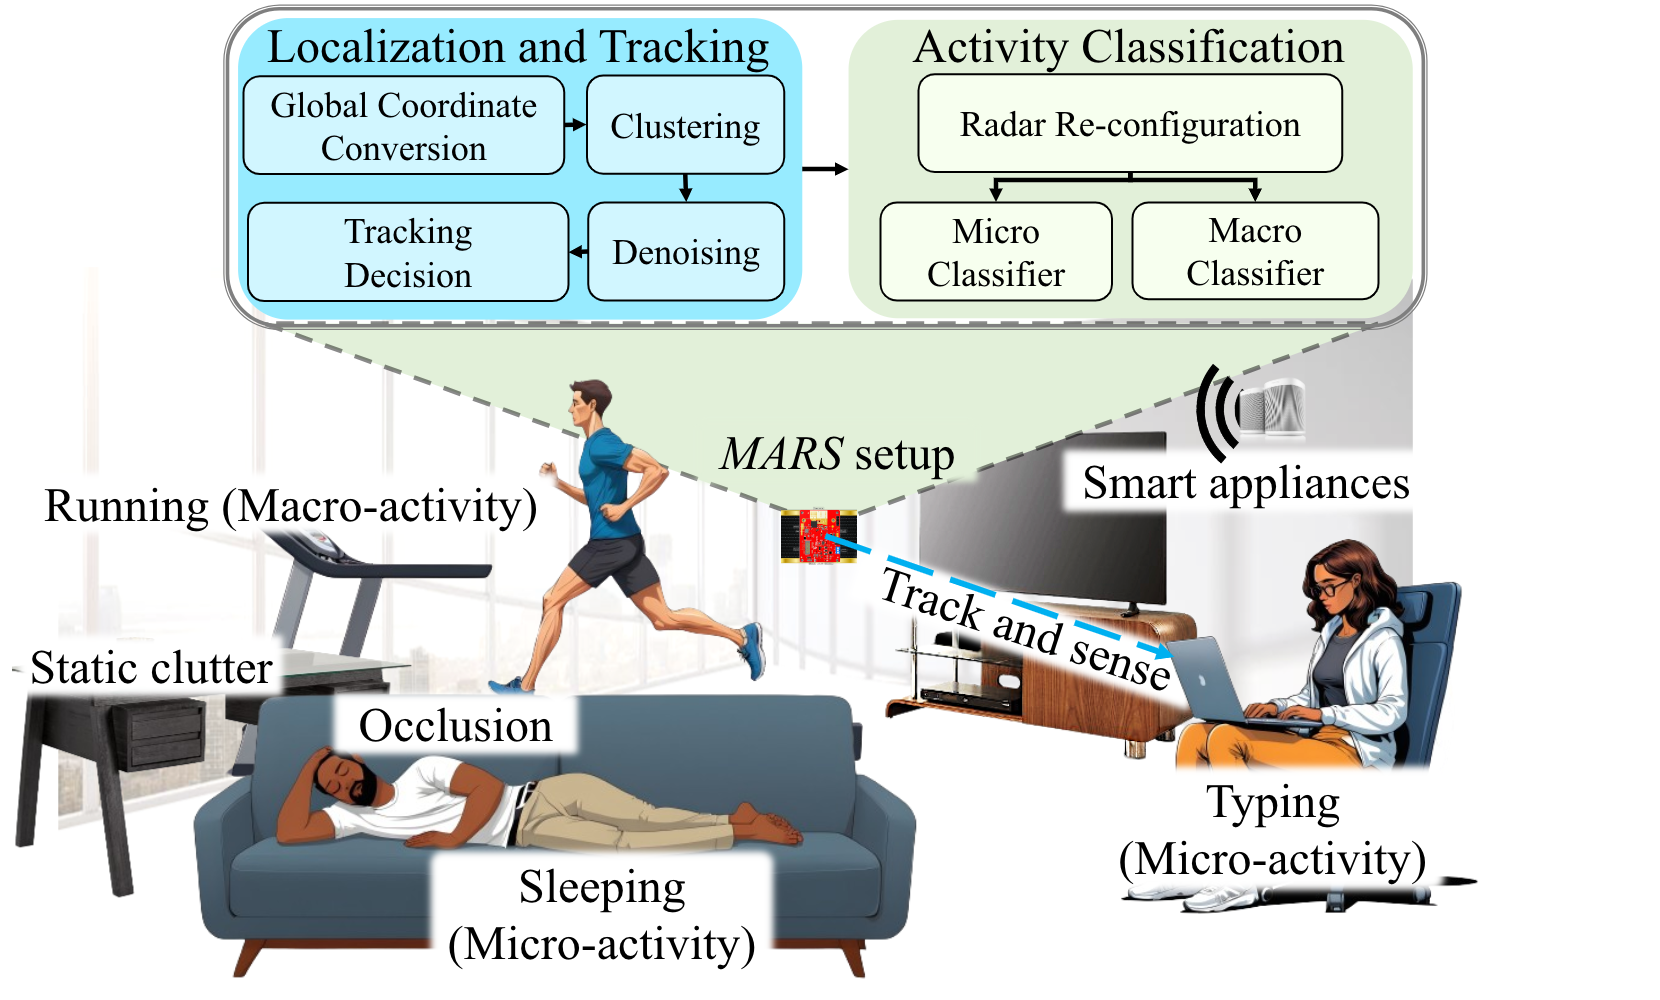 Localization and Tracking
Global Coordinate
Conversion
Clustering
Tracking
Decision
Denoising
Activity Classification
Radar Re-configuration
Micro
Classifier
Macro
Classifier
MARS setup
Smart appliances
Running (Macro-activity)
Track and sense
Static clutter
Occlusion
Typing
(Micro-activity)
Sleeping
(Micro-activity)